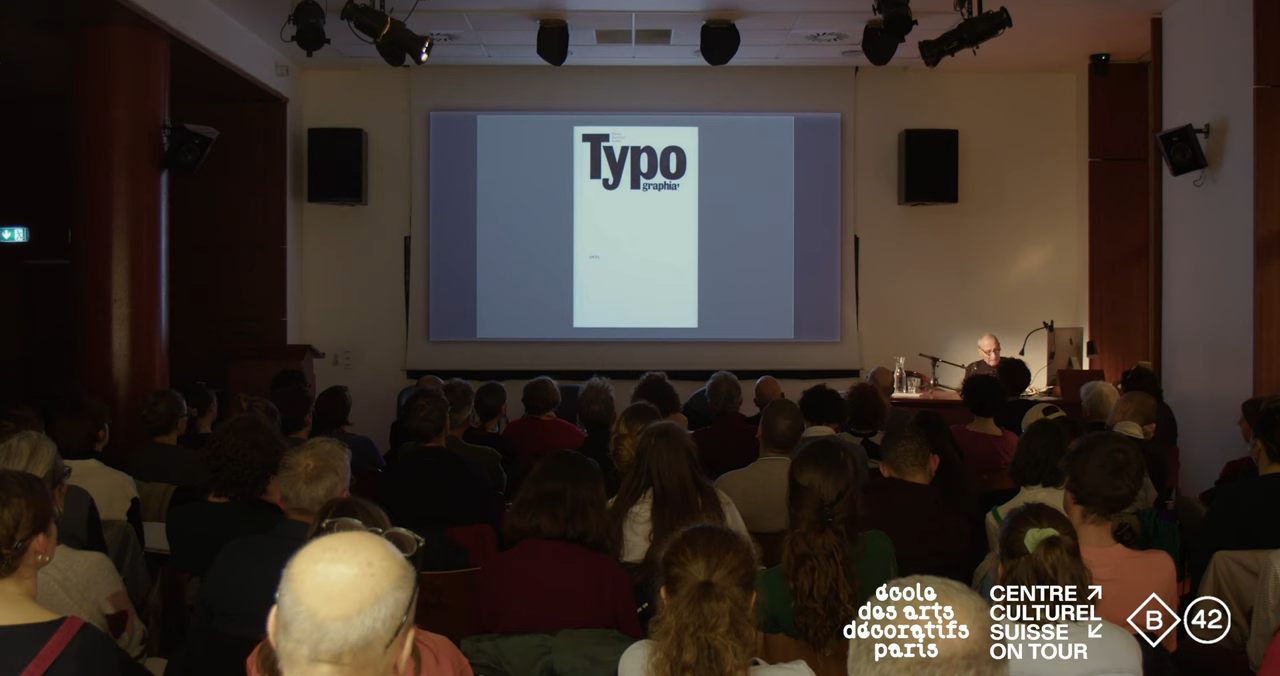 Typo
graphia'
école
des arts
décoratifs
paris
CENTRE ↗
CULTUREL
SUISSE ↙
ON TOUR
B
42